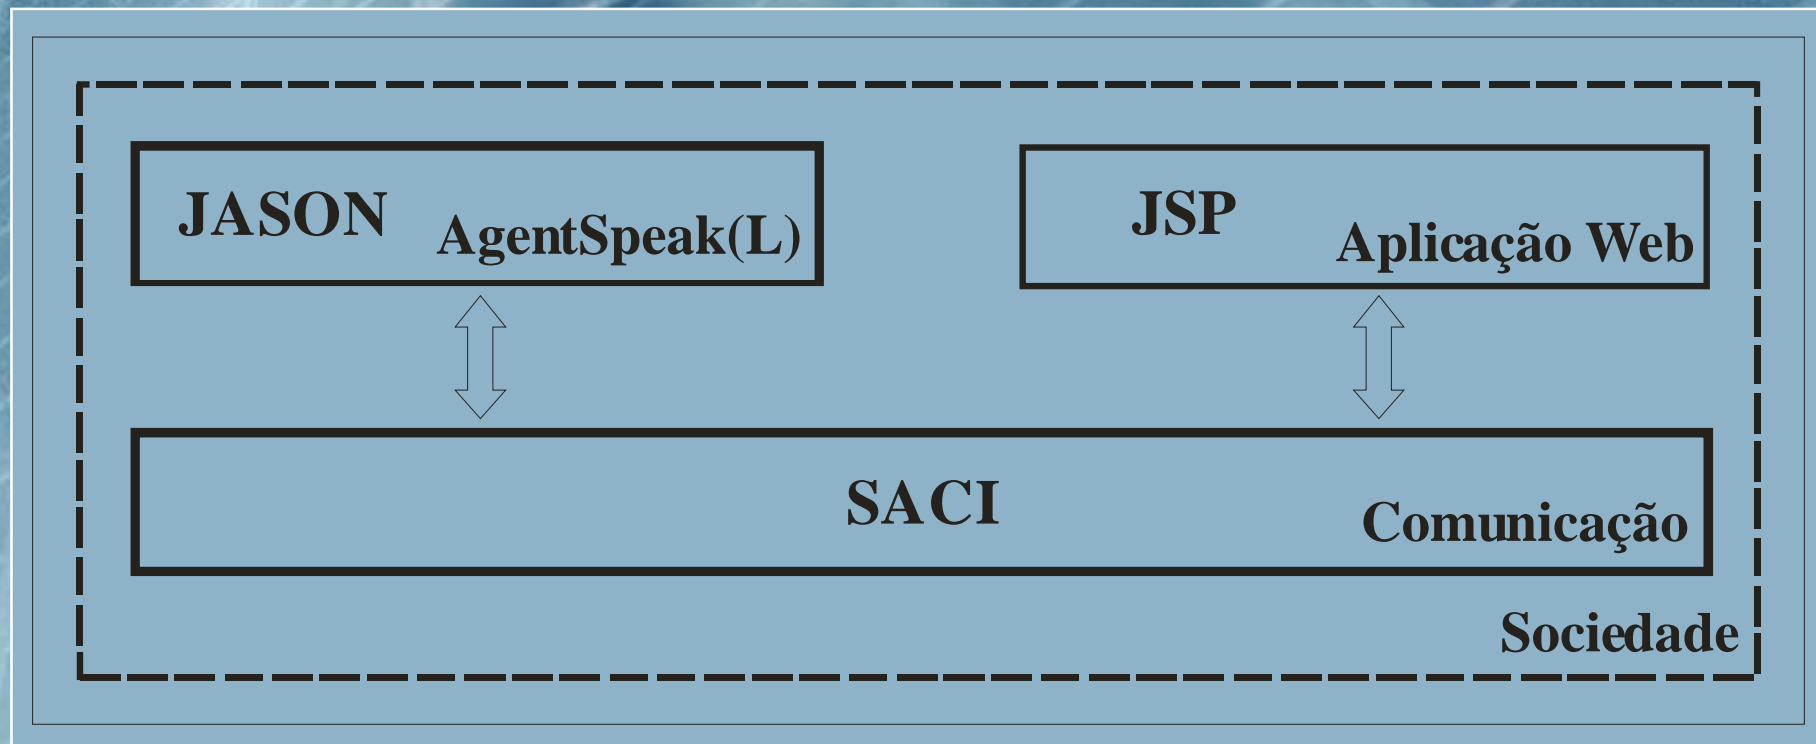 JASON AgentSpeak(L)
JSP Aplicação Web
SACI
Comunicação
Sociedade